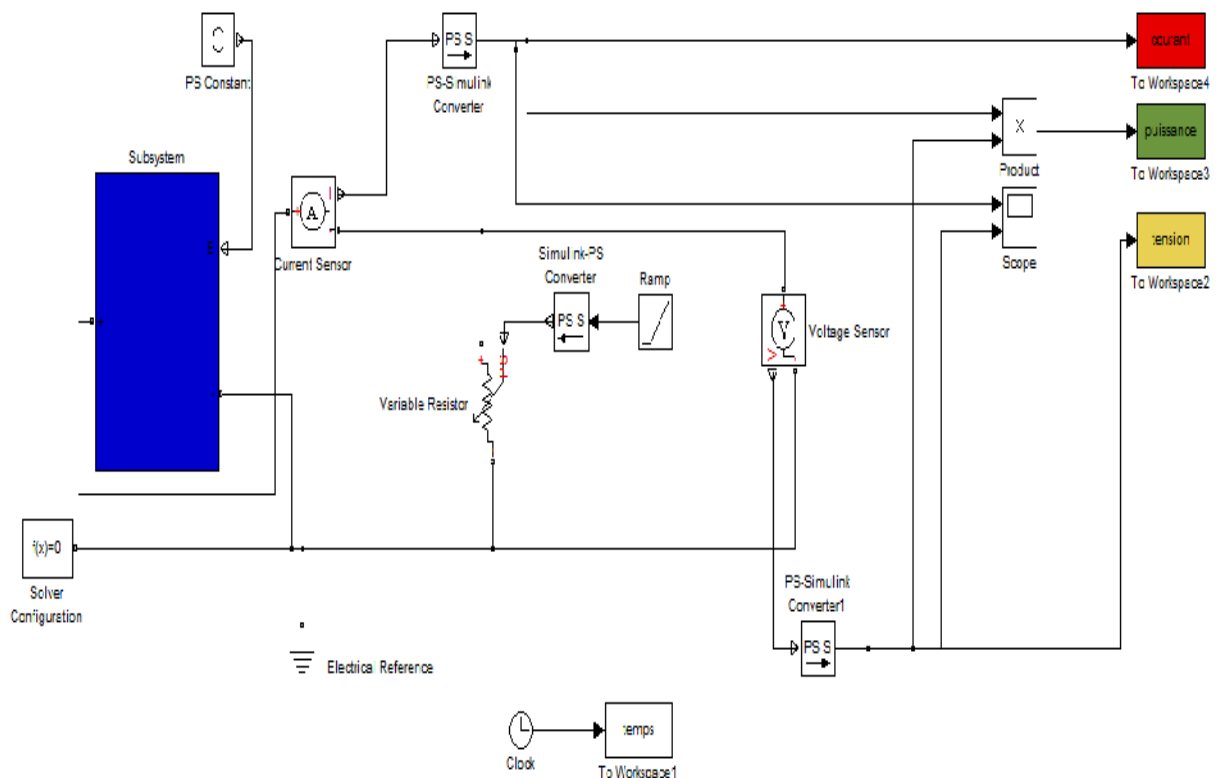 PS Constant
PS S
PS-Simulink
Converter
courant
To Workspace4
X
Product
puissance
To Workspace3
Subsystem
A
Current Sensor
Simulink-PS
Converter
PS S
Ramp
Scope
tension
To Workspace2
V
Voltage Sensor
Variable Resistor
f(x)=0
Solver
Configuration
PS-Simulink
Converter1
PS S
Electrical Reference
Clock
temps
To Workspace1